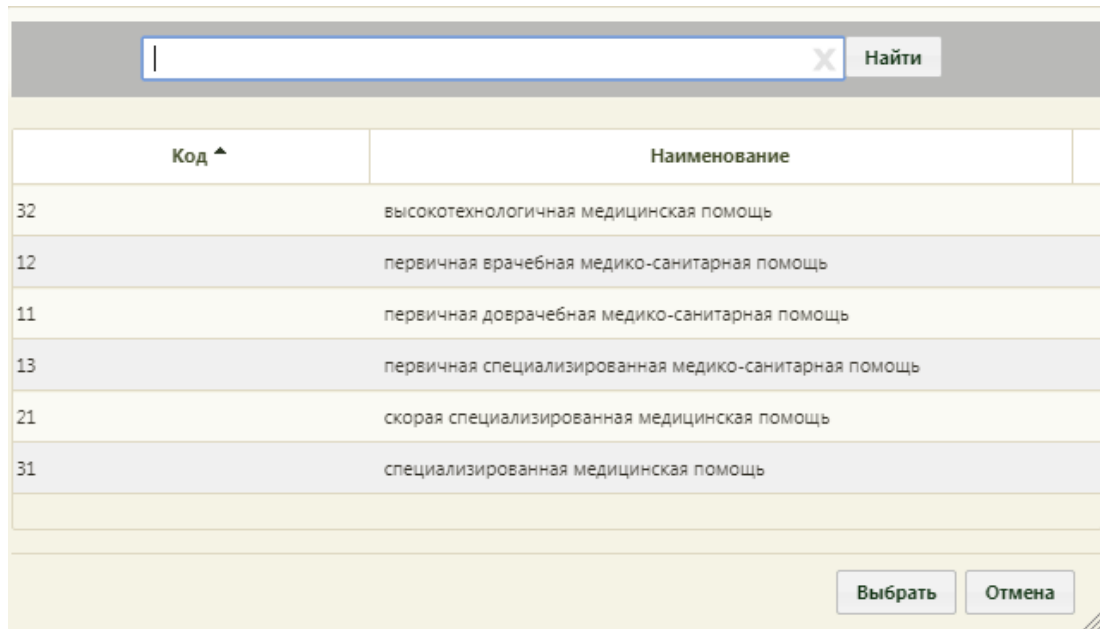 Найти
Код Наименование
32 высокотехнологичная медицинская помощь
12 первичная врачебная медико-санитарная помощь
11 первичная доврачебная медико-санитарная помощь
13 первичная специализированная медико-санитарная помощь
21 скорая специализированная медицинская помощь
31 специализированная медицинская помощь
Выбрать Отмена